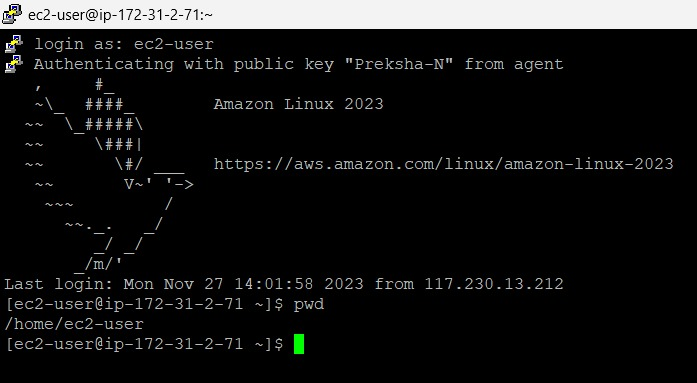 ec2-user@ip-172-31-2-71:~
login as: ec2-user
Authenticating with public key "Preksha-N" from agent
   ,     #_
   ~\_  ####_        Amazon Linux 2023
  ~~  \_#####\
  ~~     \###|
  ~~       \#/ ___   https://aws.amazon.com/linux/amazon-linux-2023
   ~~       V~' '->
    ~~~         /
      ~~._.   _/
         _/ _/
       _/m/'
Last login: Mon Nov 27 14:01:58 2023 from 117.230.13.212
[ec2-user@ip-172-31-2-71 ~]$ pwd
/home/ec2-user
[ec2-user@ip-172-31-2-71 ~]$